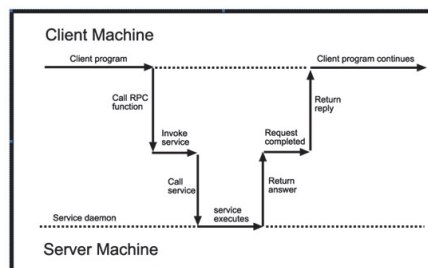 Client Machine
Client program
Client program continues
Call RPC
function
Return
reply
Invoke
service
Request
completed
Call
service
Return
answer
Service daemon
service
executes
Server Machine